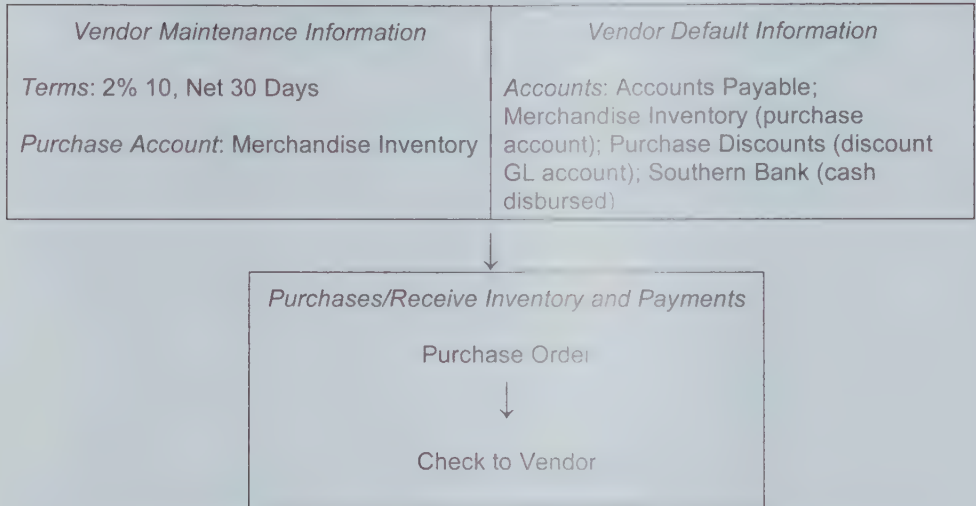 Vendor Maintenance Information
Terms: 2% 10, Net 30 Days
Purchase Account: Merchandise Inventory
Vendor Default Information
Accounts: Accounts Payable;
Merchandise Inventory (purchase
account); Purchase Discounts (discount
GL account); Southern Bank (cash
disbursed)
Purchases/Receive Inventory and Payments
Purchase Order
Check to Vendor